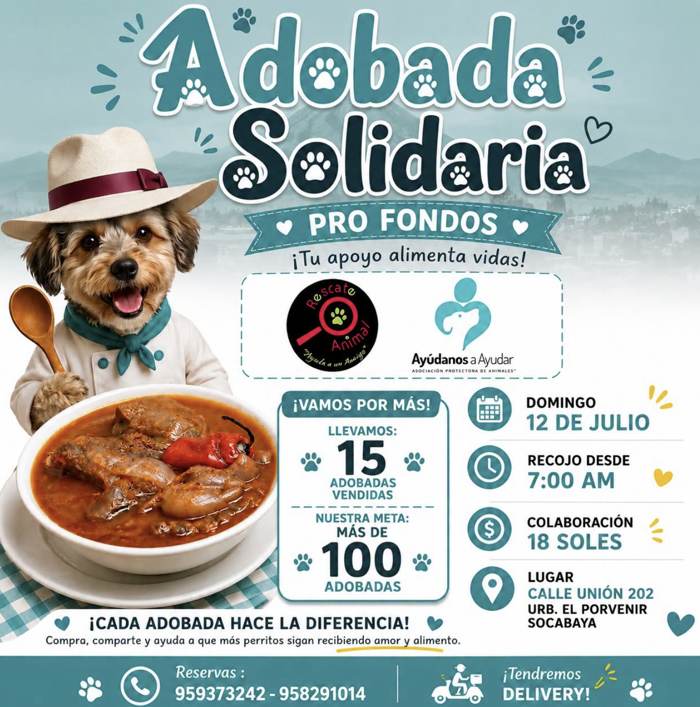 Adobada
Solidaria
PRO FONDOS
¡Tu apoyo alimenta vidas!
Rescate
Animal
"Ayuda a un Amigo"
Ayúdanos a Ayudar
ASOCIACIÓN PROTECTORA DE ANIMALES
¡VAMOS POR MÁS!
LLEVAMOS:
15
ADOBADAS
VENDIDAS
NUESTRA META:
MÁS DE
100
ADOBADAS
DOMINGO
12 DE JULIO
RECOJO DESDE
7:00 AM
COLABORACIÓN
18 SOLES
LUGAR
CALLE UNIÓN 202
URB. EL PORVENIR
SOCABAYA
¡CADA ADOBADA HACE LA DIFERENCIA!
Compra, comparte y ayuda a que más perritos sigan recibiendo amor y alimento.
Reservas :
959373242 - 958291014
¡Tendremos
DELIVERY!